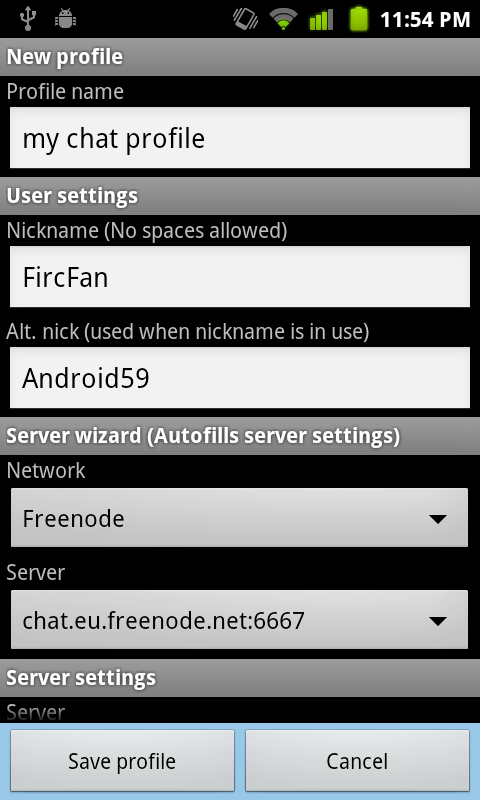 11:54 PM
New profile
Profile name
my chat profile
User settings
Nickname (No spaces allowed)
FircFan
Alt. nick (used when nickname is in use)
Android59
Server wizard (Autofills server settings)
Network
Freenode
Server
chat.eu.freenode.net:6667
Server settings
Server
Save profile
Cancel